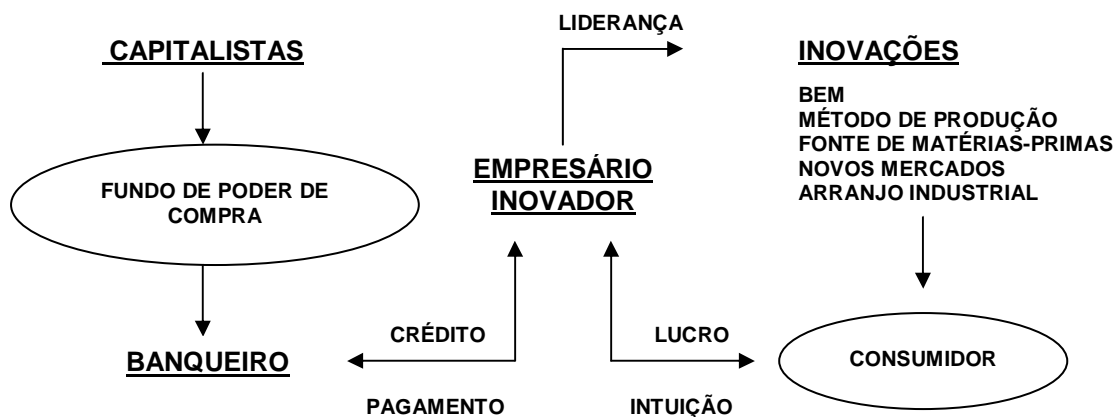 LIDERANÇA
CAPITALISTAS
INOVAÇÕES
BEM
MÉTODO DE PRODUÇÃO
FONTE DE MATÉRIAS-PRIMAS
NOVOS MERCADOS
ARRANJO INDUSTRIAL
EMPRESÁRIO
INOVADOR
FUNDO DE PODER DE
COMPRA
CRÉDITO
LUCRO
BANQUEIRO
CONSUMIDOR
PAGAMENTO
INTUIÇÃO